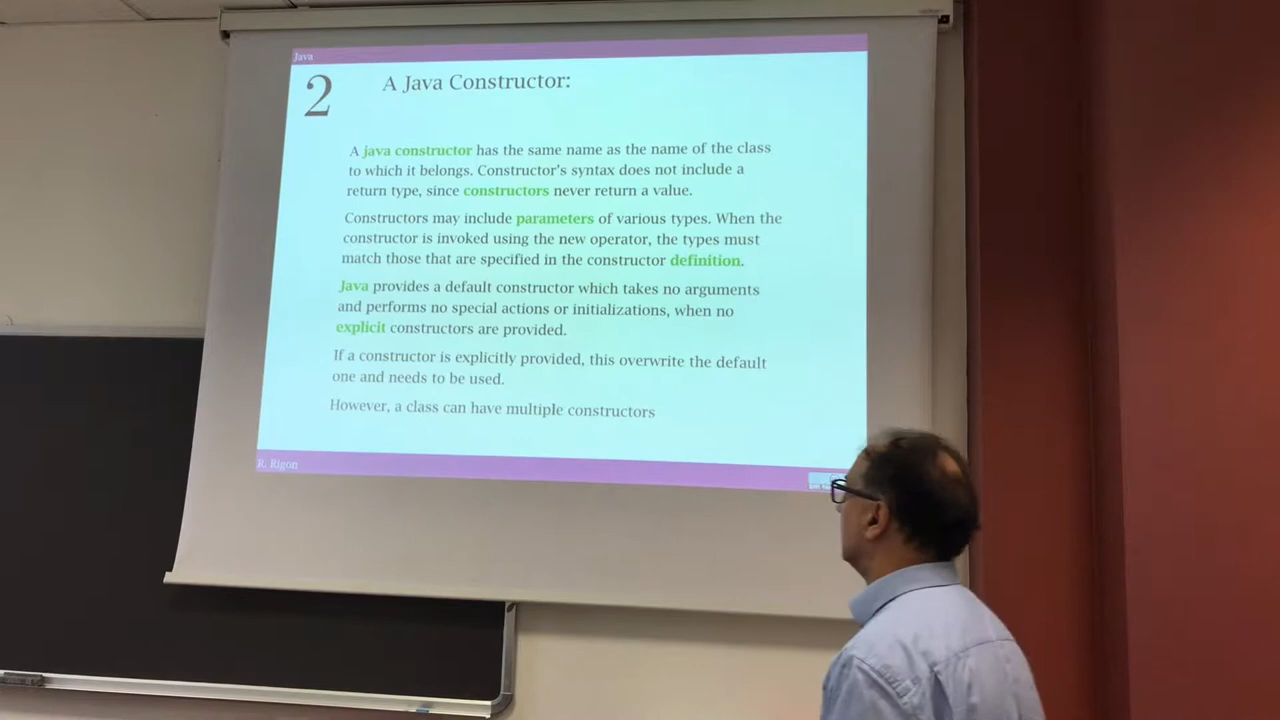 Java
2
A Java Constructor:
A java constructor has the same name as the name of the class
to which it belongs. Constructor's syntax does not include a
return type, since constructors never return a value.
Constructors may include parameters of various types. When the
constructor is invoked using the new operator, the types must
match those that are specified in the constructor definition.
Java provides a default constructor which takes no arguments
and performs no special actions or initializations, when no
explicit constructors are provided.
If a constructor is explicitly provided, this overwrite the default
one and needs to be used.
However, a class can have multiple constructors
R. Rigon